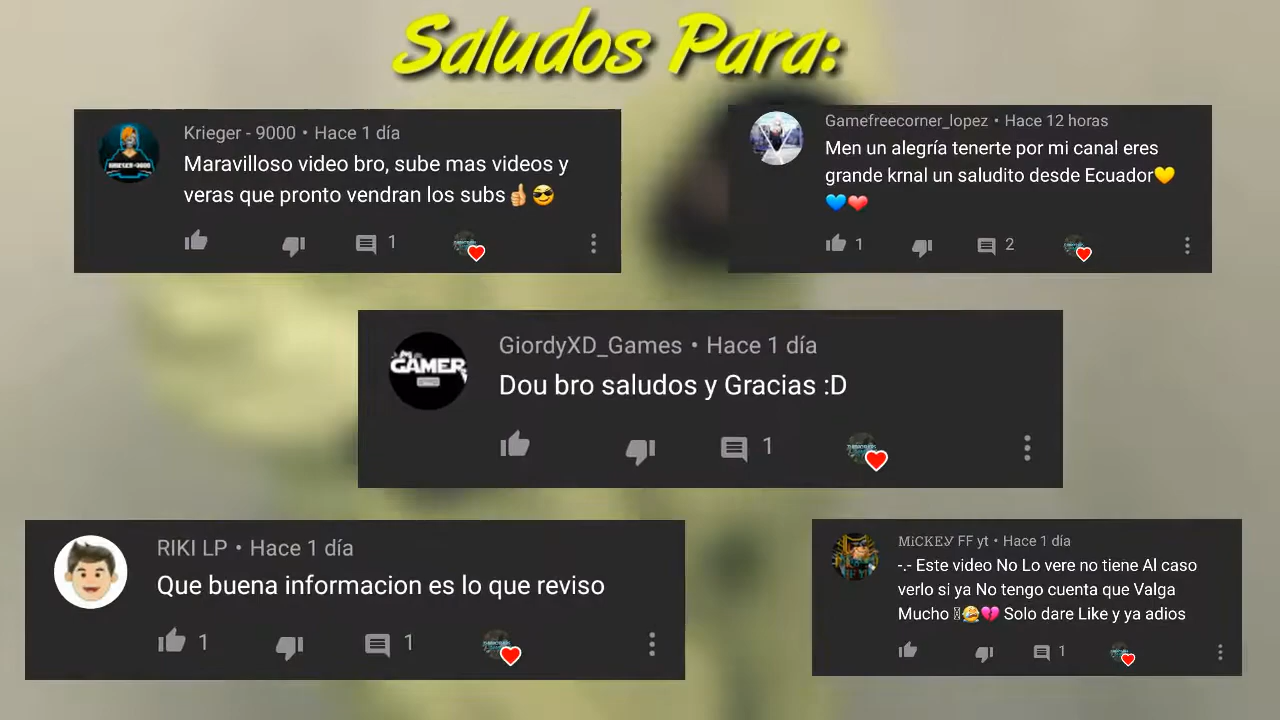 Saludos Para:
Krieger - 9000 • Hace 1 día
Maravilloso video bro, sube mas videos y
veras que pronto vendran los subs👍😎
1
Gamefreecorner_lopez • Hace 12 horas
Men un alegría tenerte por mi canal eres
grande krnal un saludito desde Ecuador💛
💙❤
1 2
GAMER
GiordyXD_Games • Hace 1 día
Dou bro saludos y Gracias :D
1
RIKI LP • Hace 1 día
Que buena informacion es lo que reviso
1 1
MiCKEY FF yt • Hace 1 día
-.- Este video No Lo vere no tiene Al caso
verlo si ya No tengo cuenta que Valga
Mucho 🤣💔 Solo dare Like y ya adios
1